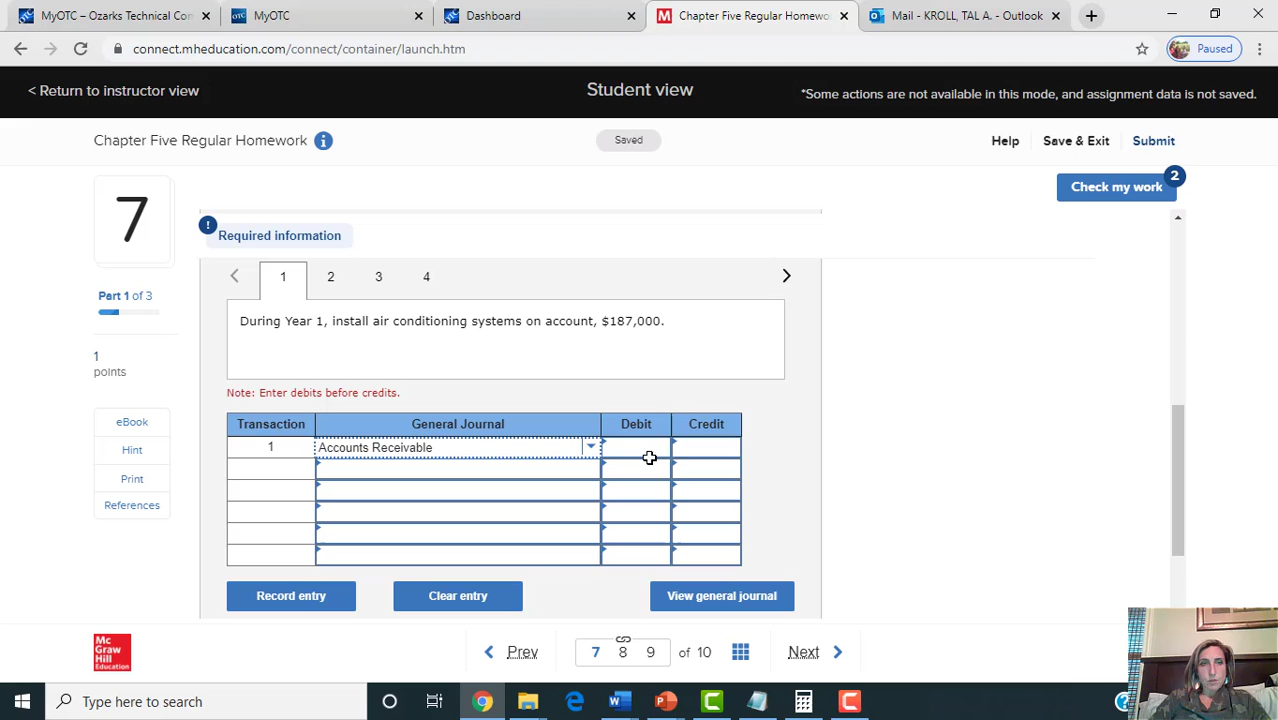 MyOTC – Ozarks Technical Con
MyOTC
Dashboard
Chapter Five Regular Homewo
Mail - KROLL, TAL A. - Outlook
connect.mheducation.com/connect/container/launch.htm
Paused
< Return to instructor view
Student view
*Some actions are not available in this mode, and assignment data is not saved.
Chapter Five Regular Homework
Saved
Help
Save & Exit
Submit
Check my work
2
7
Required information
1 2 3 4
Part 1 of 3
During Year 1, install air conditioning systems on account, $187,000.
1
points
Note: Enter debits before credits.
eBook
Hint
Print
References
Transaction General Journal Debit Credit
1 Accounts Receivable
Record entry
Clear entry
View general journal
Mc
Graw
Hill
Education
Prev
7 8 9 of 10
Next
Type here to search